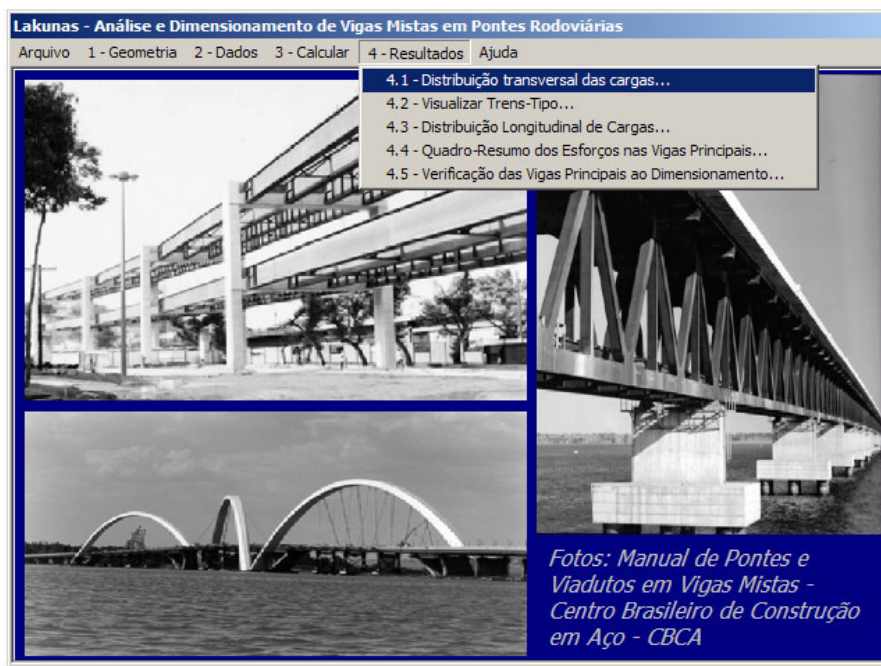 Lakunas - Análise e Dimensionamento de Vigas Mistas em Pontes Rodoviárias
Arquivo 1 - Geometria 2 - Dados 3 - Calcular 4 - Resultados Ajuda
4.1 - Distribuição transversal das cargas...
4.2 - Visualizar Trens-Tipo...
4.3 - Distribuição Longitudinal de Cargas...
4.4 - Quadro-Resumo dos Esforços nas Vigas Principais...
4.5 - Verificação das Vigas Principais ao Dimensionamento...
Fotos: Manual de Pontes e
Viadutos em Vigas Mistas -
Centro Brasileiro de Construção
em Aço - CBCA